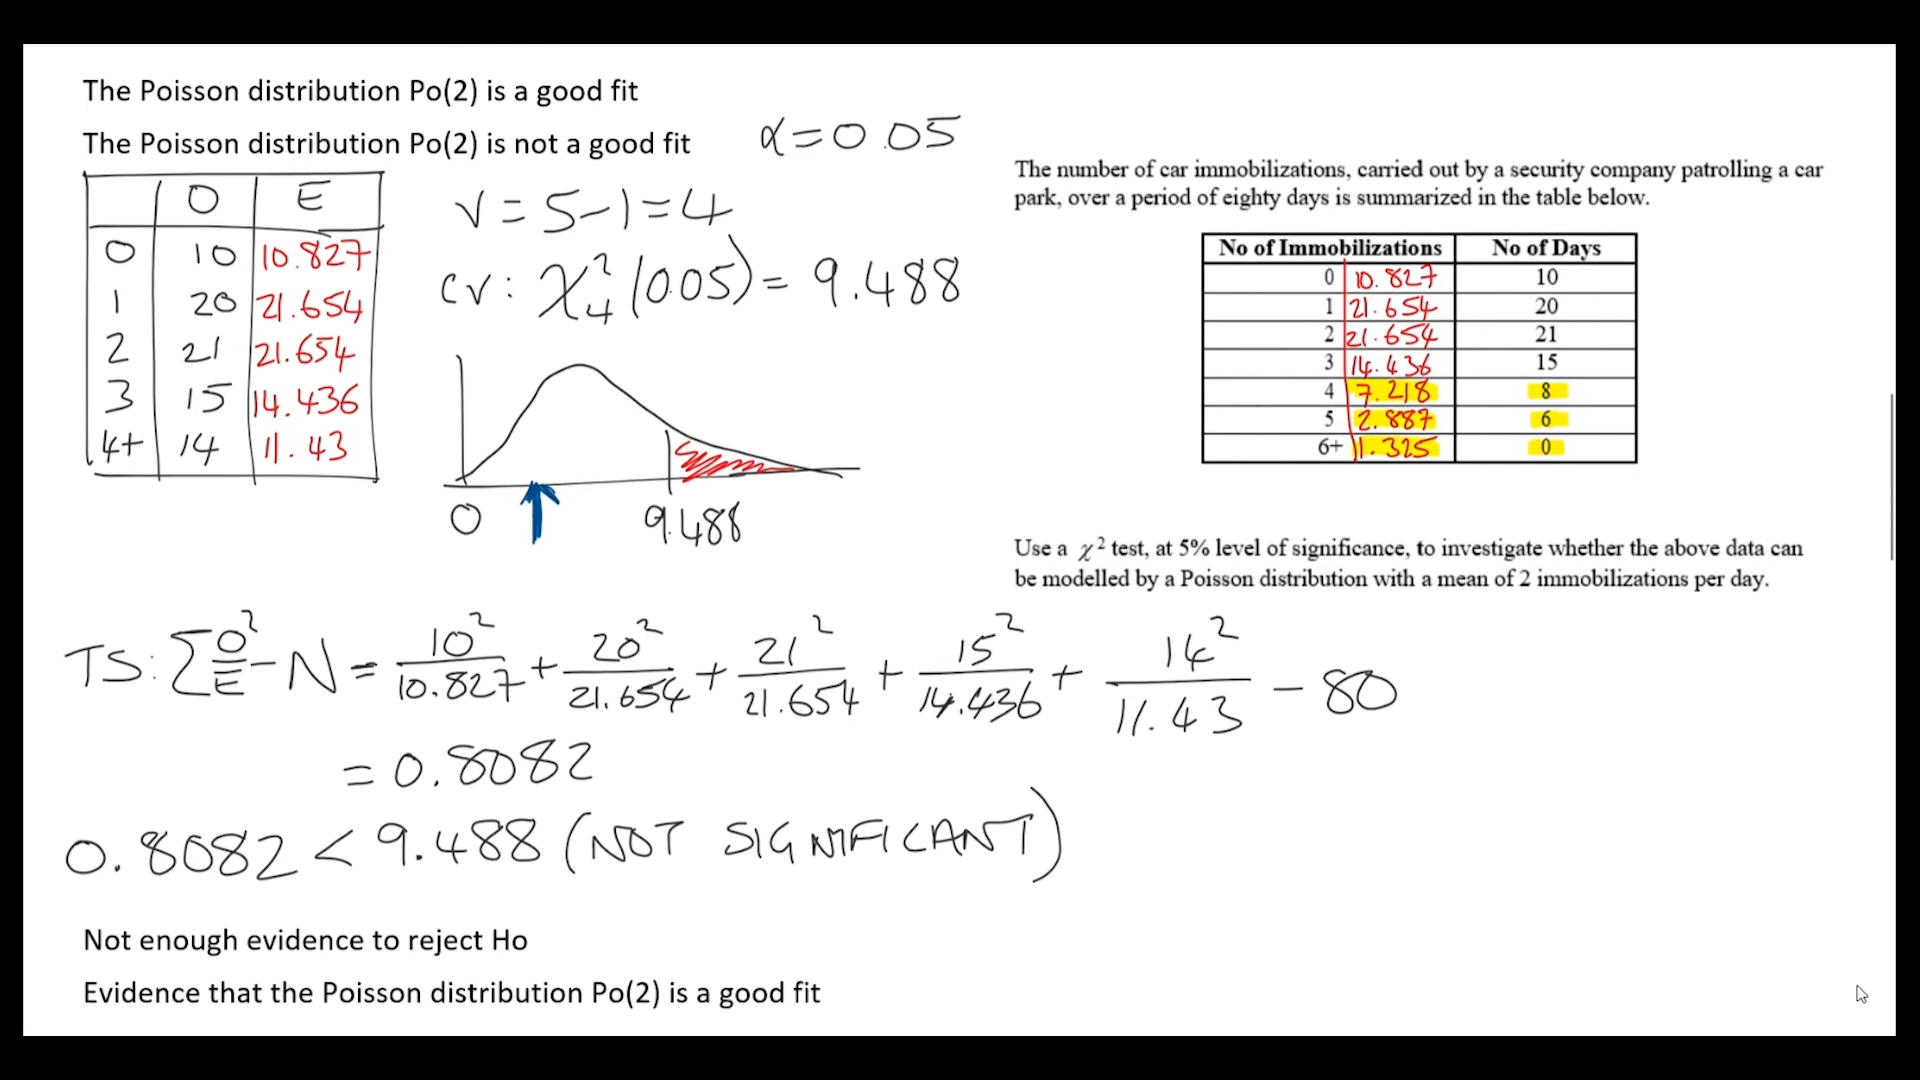 The Poisson distribution Po(2) is a good fit
The Poisson distribution Po(2) is not a good fit
α=0.05
O E
0 10 10.827
1 20 21.654
2 21 21.654
3 15 14.436
4+ 14 11.43
ν = 5-1=4
cv: χ²₄ (0.05) = 9.488
0 9.488
The number of car immobilizations, carried out by a security company patrolling a car
park, over a period of eighty days is summarized in the table below.
No of Immobilizations No of Days
0 10.827 10
1 21.654 20
2 21.654 21
3 14.436 15
4 7.218 8
5 2.887 6
6+ 11.325 0
Use a χ² test, at 5% level of significance, to investigate whether the above data can
be modelled by a Poisson distribution with a mean of 2 immobilizations per day.
TS: ∑ O²/E - N = 10²/10.827 + 20²/21.654 + 21²/21.654 + 15²/14.436 + 14²/11.43 - 80
= 0.8082
0.8082 < 9.488 (NOT SIGNIFICANT)
Not enough evidence to reject Ho
Evidence that the Poisson distribution Po(2) is a good fit